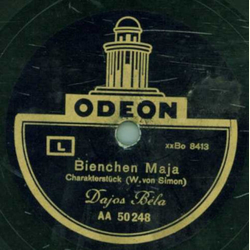 ODEON
L
xxBo 8413
Bienchen Maja
Charakterstück (W. von Simon)
Dajos Béla
AA 50248